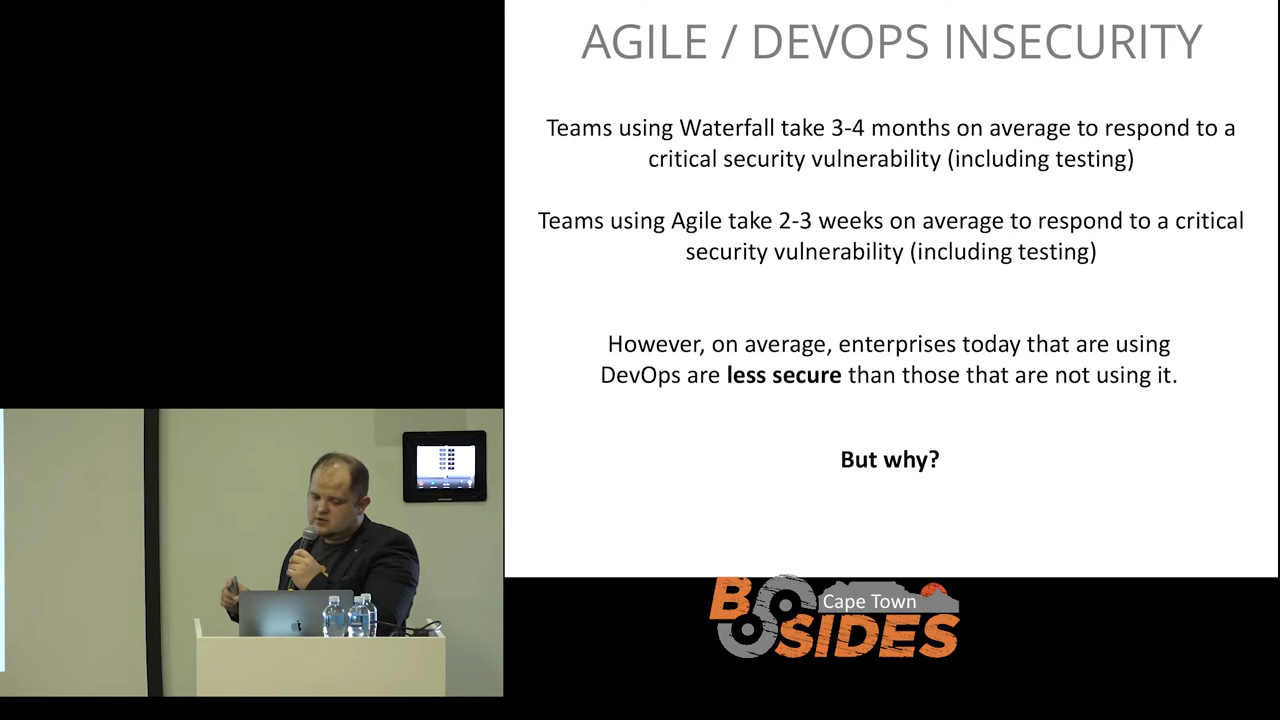 AGILE / DEVOPS INSECURITY
Teams using Waterfall take 3-4 months on average to respond to a
critical security vulnerability (including testing)
Teams using Agile take 2-3 weeks on average to respond to a critical
security vulnerability (including testing)
However, on average, enterprises today that are using
DevOps are less secure than those that are not using it.
But why?
BSIDES
Cape Town